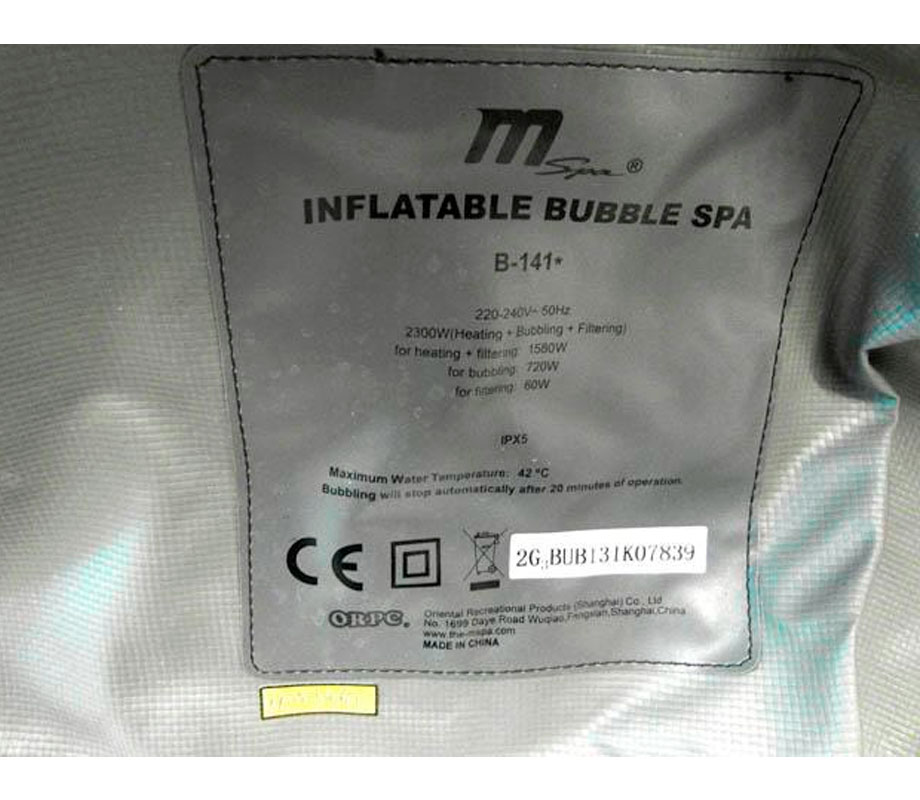 m
Spa ®
INFLATABLE BUBBLE SPA
B-141*
220-240V~ 50Hz
2300W(Heating + Bubbling + Filtering)
for heating + filtering: 1580W
for bubbling: 720W
for filtering: 60W
IPX5
Maximum Water Temperature: 42 °C
Bubbling will stop automatically after 20 minutes of operation.
CE
2G BUB131K07839
ORPC® Oriental Recreational Products (Shanghai) Co., Ltd
No. 1699 Daye Road Wuqiao,Fengxian,Shanghai,China
www.the-mspa.com
MADE IN CHINA